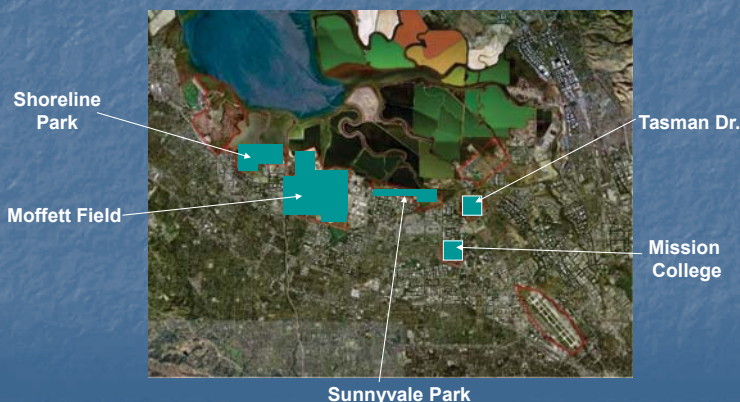 Shoreline
Park
Tasman Dr.
Moffett Field
Mission
College
Sunnyvale Park